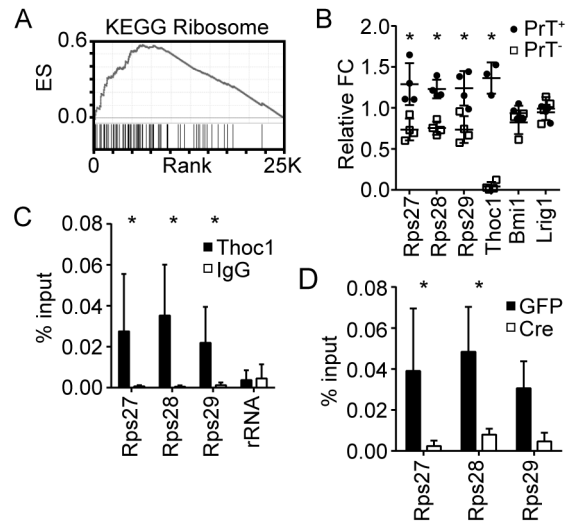 A
KEGG Ribosome
ES
0.6
0.0
0
Rank
25K
B
PrT+
PrT-
* * * *
Relative FC
2.0
1.5
1.0
0.5
0.0
Rps27
Rps28
Rps29
Thoc1
Bmi1
Lrig1
C
* * *
Thoc1
IgG
% input
0.08
0.06
0.04
0.02
0.00
Rps27
Rps28
Rps29
rRNA
D
* *
GFP
Cre
% input
0.08
0.06
0.04
0.02
0.00
Rps27
Rps28
Rps29